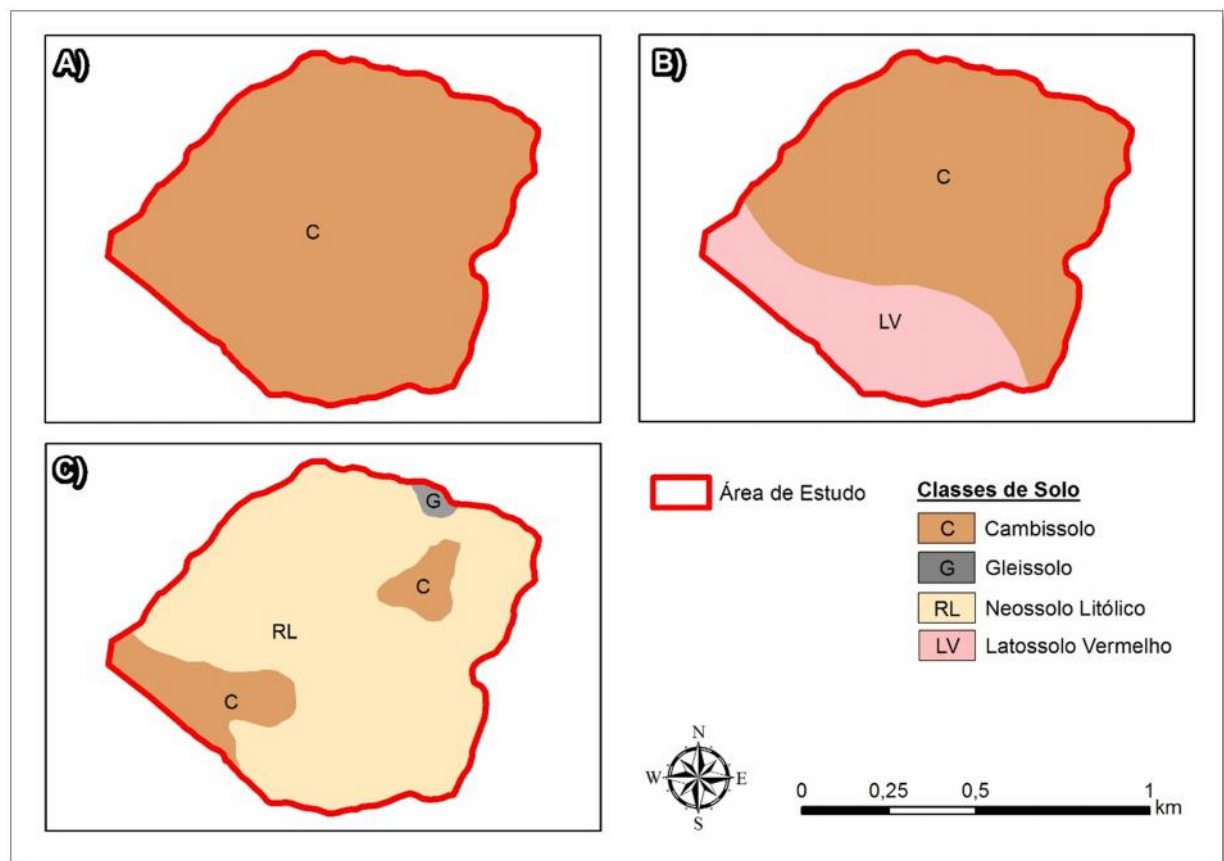 A)
C
B)
C
LV
C)
G
C
RL
C
Área de Estudo
Classes de Solo
C Cambissolo
G Gleissolo
RL Neossolo Litólico
LV Latossolo Vermelho
N
W E
S
0 0,25 0,5 1
km